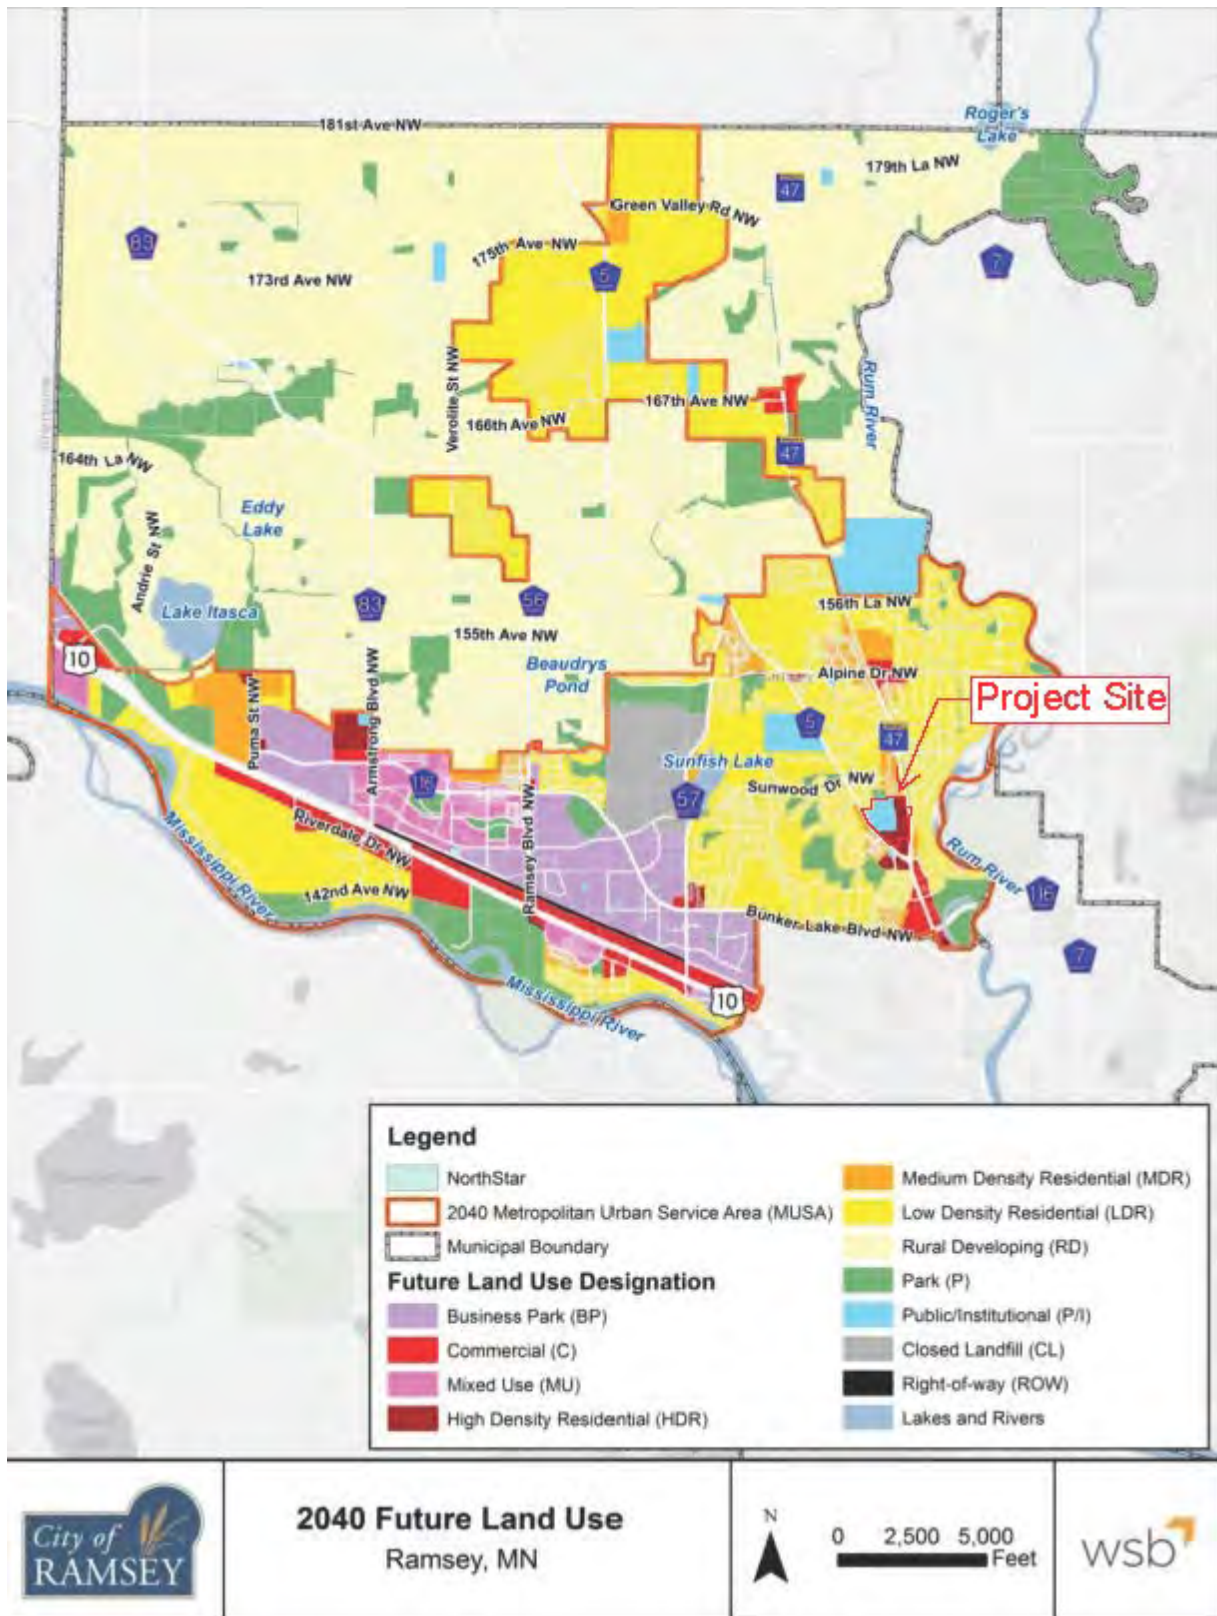 181st Ave NW
Roger's
Lake
179th La NW
47
Green Valley Rd NW
83
175th Ave NW
7
173rd Ave NW
5
Verolite St NW
Rum River
167th Ave NW
166th Ave NW
47
164th La NW
Eddy
Lake
Andrie St NW
Lake Itasca
83
56
156th La NW
155th Ave NW
10
Beaudrys
Pond
Alpine Dr NW
Project Site
Puma St NW
Armstrong Blvd NW
5
47
Sunfish Lake
116
Sunwood Dr NW
57
Ramsey Blvd NW
Riverdale Dr NW
Mississippi River
Rum River
142nd Ave NW
116
Bunker Lake Blvd NW
7
Mississippi River
10
Legend
NorthStar
2040 Metropolitan Urban Service Area (MUSA)
Municipal Boundary
Future Land Use Designation
Business Park (BP)
Commercial (C)
Mixed Use (MU)
High Density Residential (HDR)
Medium Density Residential (MDR)
Low Density Residential (LDR)
Rural Developing (RD)
Park (P)
Public/Institutional (P/I)
Closed Landfill (CL)
Right-of-way (ROW)
Lakes and Rivers
City of
RAMSEY
2040 Future Land Use
Ramsey, MN
N
0 2,500 5,000
Feet
wsb